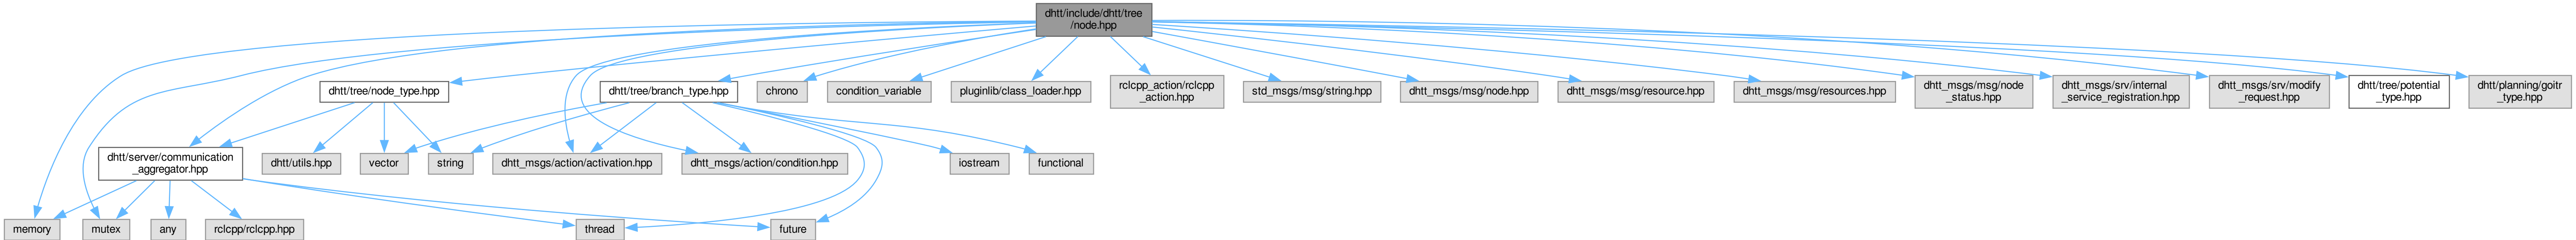 dhtt/include/dhtt/tree
/node.hpp
dhtt/tree/node_type.hpp
dhtt/tree/branch_type.hpp
chrono
condition_variable
pluginlib/class_loader.hpp
rclcpp_action/rclcpp
_action.hpp
std_msgs/msg/string.hpp
dhtt_msgs/msg/node.hpp
dhtt_msgs/msg/resource.hpp
dhtt_msgs/msg/resources.hpp
dhtt_msgs/msg/node
_status.hpp
dhtt_msgs/srv/internal
_service_registration.hpp
dhtt_msgs/srv/modify
_request.hpp
dhtt/tree/potential
_type.hpp
dhtt/planning/goitr
_type.hpp
dhtt/server/communication
_aggregator.hpp
dhtt/utils.hpp
vector
string
dhtt_msgs/action/activation.hpp
dhtt_msgs/action/condition.hpp
iostream
functional
memory
mutex
any
rclcpp/rclcpp.hpp
thread
future